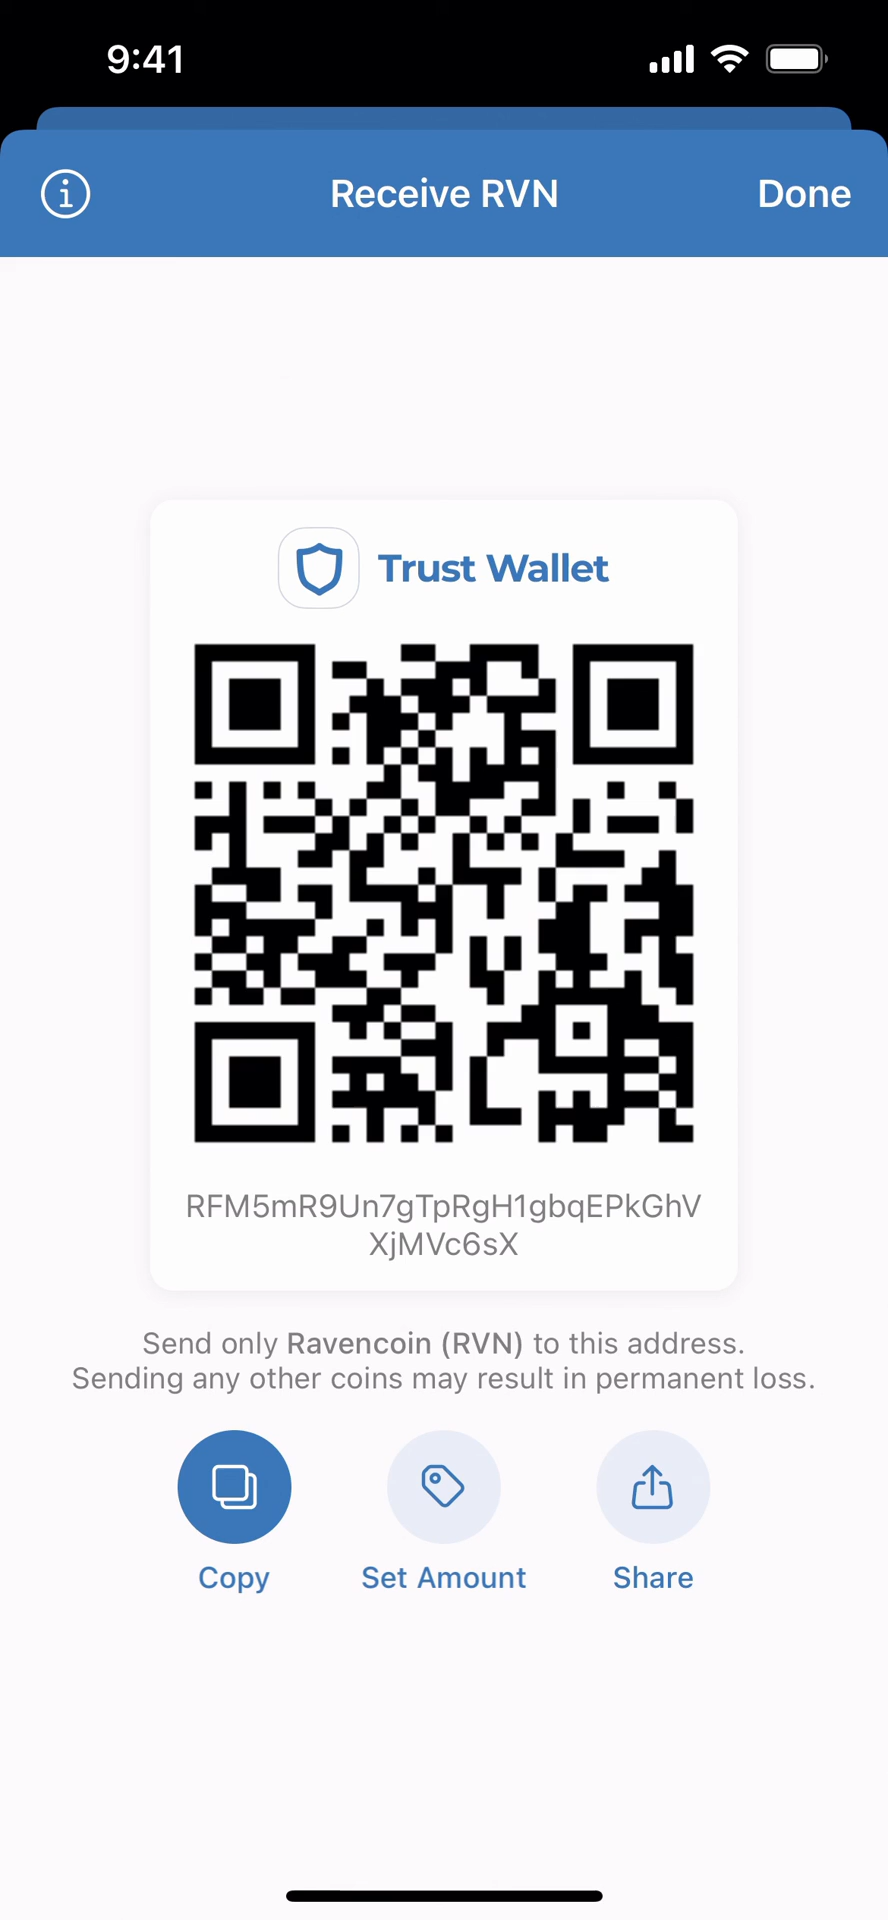 9:41
Receive RVN
Done
Trust Wallet
RFM5mR9Un7gTpRgH1gbqEPkGhV
XjMVc6sX
Send only Ravencoin (RVN) to this address.
Sending any other coins may result in permanent loss.
Copy
Set Amount
Share